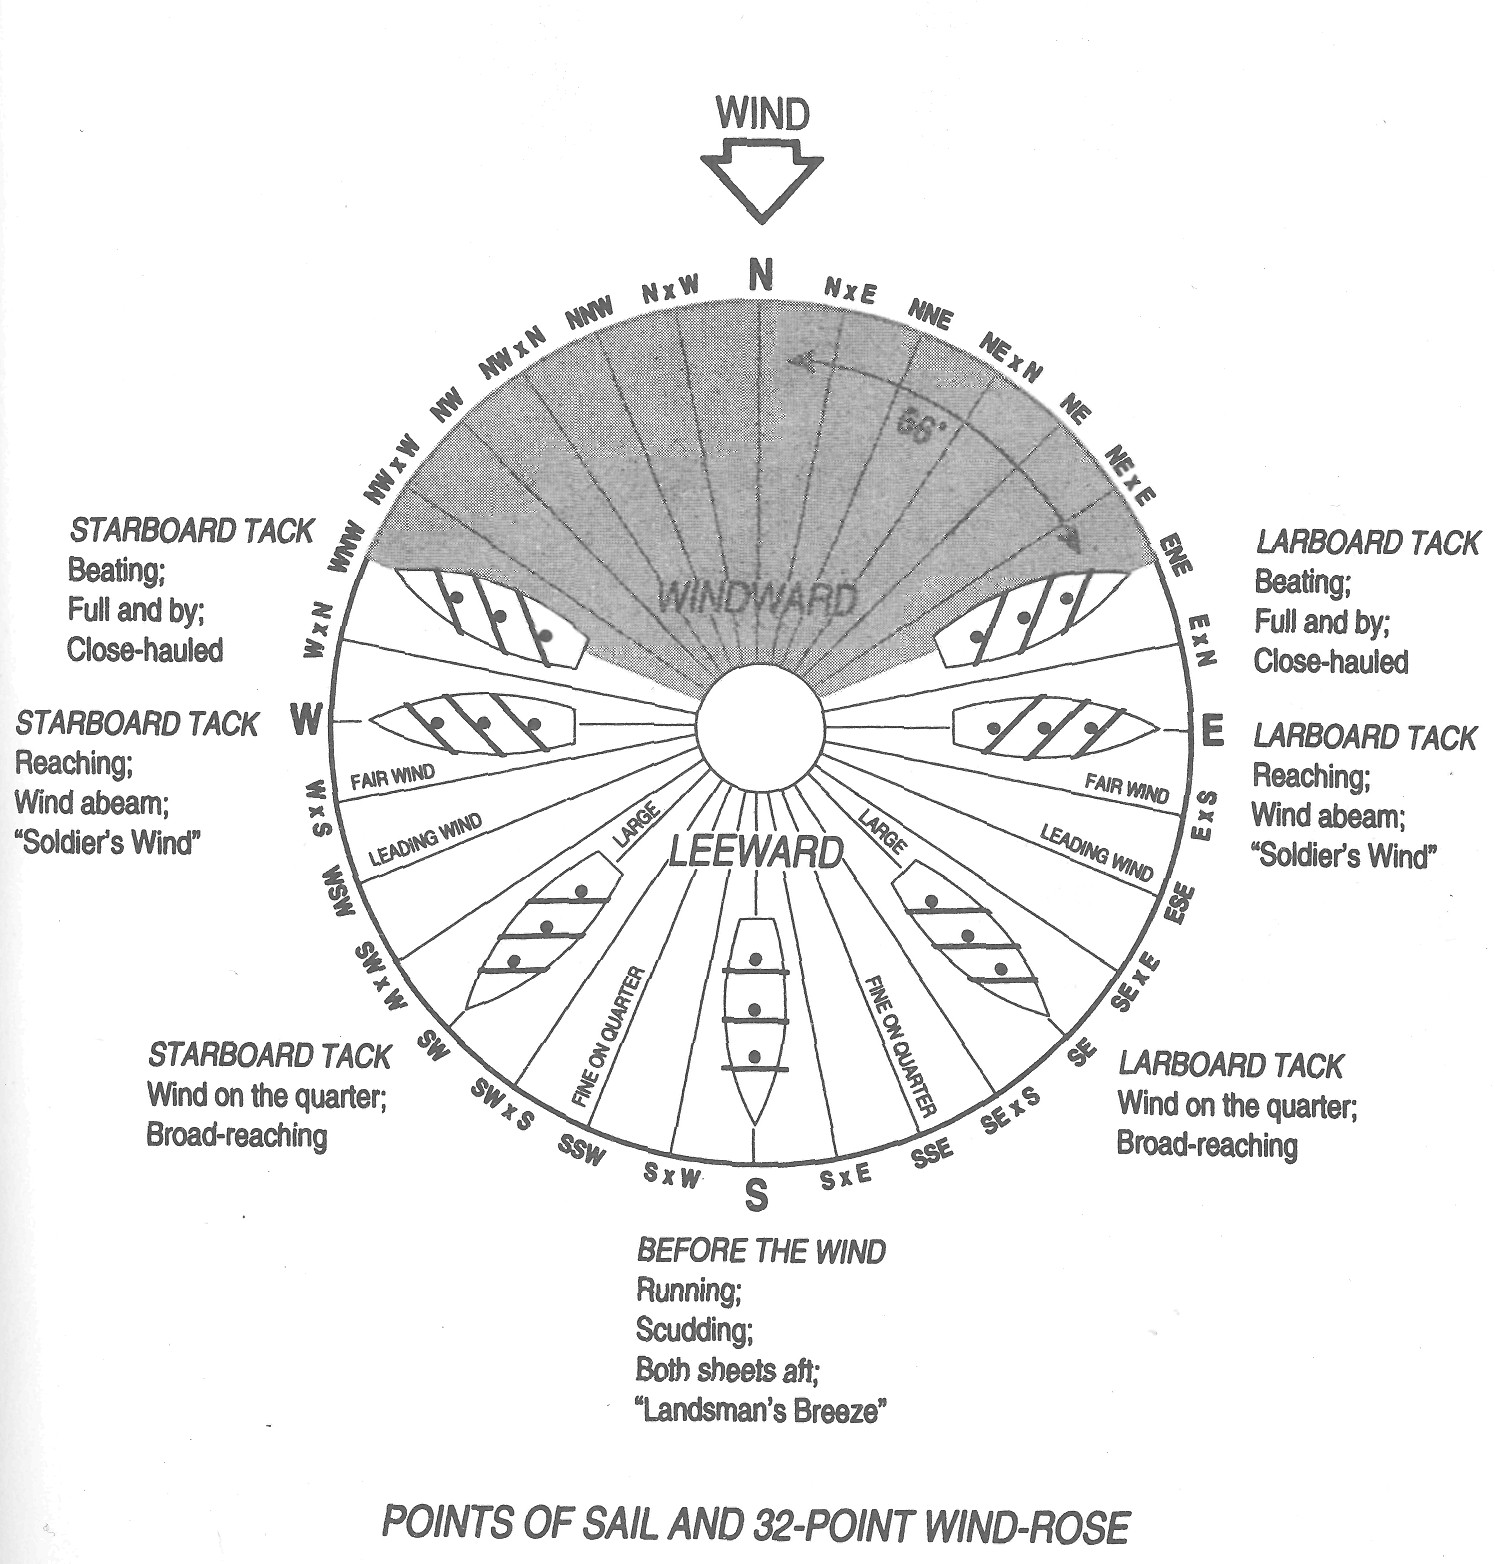 WIND
N
N x W
N x E
NNW
NNE
NW x N
NE x N
NW
NE
NW x W
NE x E
WNW
ENE
W x N
E x N
W
E
W x S
E x S
WSW
ESE
SW x W
SE x E
SW
SE
SW x S
SE x S
SSW
SSE
S x W
S x E
S
WINDWARD
LEEWARD
FAIR WIND
FAIR WIND
LEADING WIND
LEADING WIND
LARGE
LARGE
FINE ON QUARTER
FINE ON QUARTER
STARBOARD TACK
Beating;
Full and by;
Close-hauled
LARBOARD TACK
Beating;
Full and by;
Close-hauled
STARBOARD TACK
Reaching;
Wind abeam;
“Soldier's Wind”
LARBOARD TACK
Reaching;
Wind abeam;
“Soldier's Wind”
STARBOARD TACK
Wind on the quarter;
Broad-reaching
LARBOARD TACK
Wind on the quarter;
Broad-reaching
BEFORE THE WIND
Running;
Scudding;
Both sheets aft;
“Landsman's Breeze”
POINTS OF SAIL AND 32-POINT WIND-ROSE